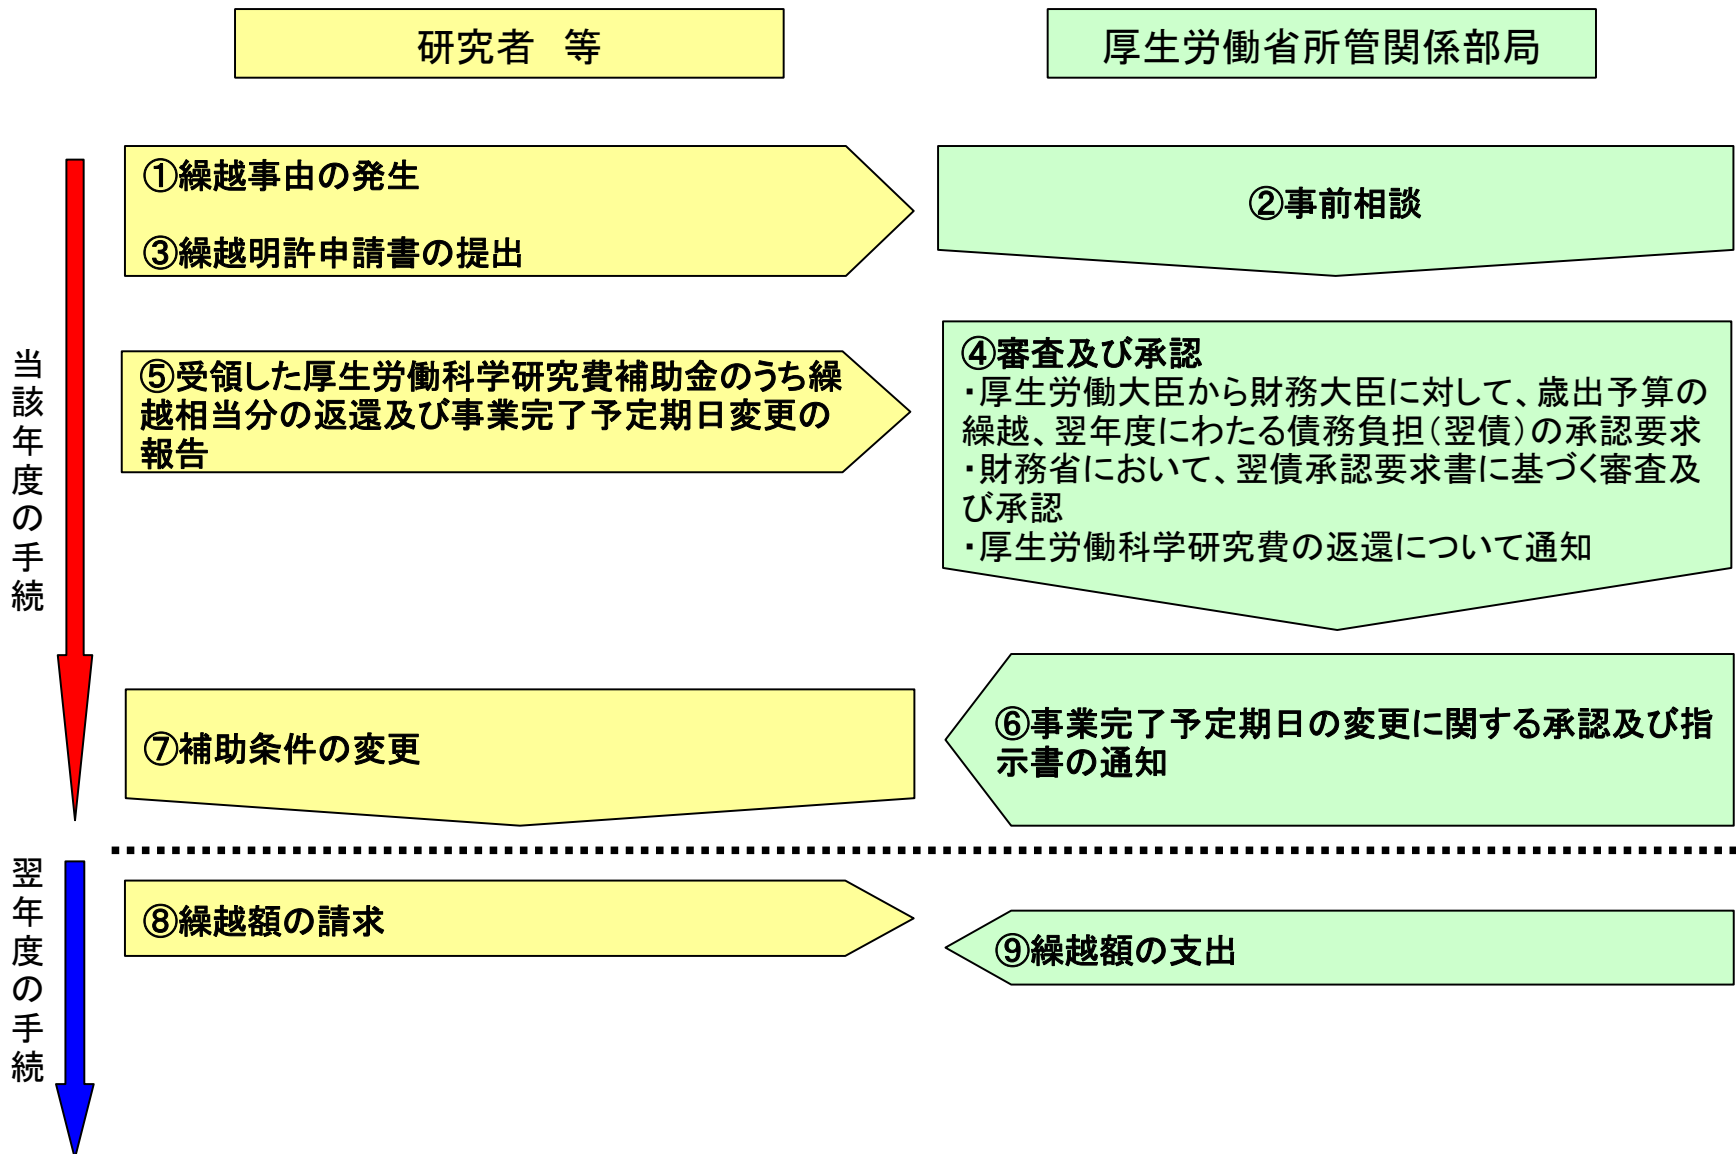 研究者　等
厚生労働省所管関係部局
①繰越事由の発生
③繰越明許申請書の提出
②事前相談
当該年度の手続
⑤受領した厚生労働科学研究費補助金のうち繰
越相当分の返還及び事業完了予定期日変更の
報告
④審査及び承認
・厚生労働大臣から財務大臣に対して、歳出予算の
繰越、翌年度にわたる債務負担（翌債）の承認要求
・財務省において、翌債承認要求書に基づく審査及
び承認
・厚生労働科学研究費の返還について通知
⑦補助条件の変更
⑥事業完了予定期日の変更に関する承認及び指
示書の通知
翌年度の手続
⑧繰越額の請求
⑨繰越額の支出